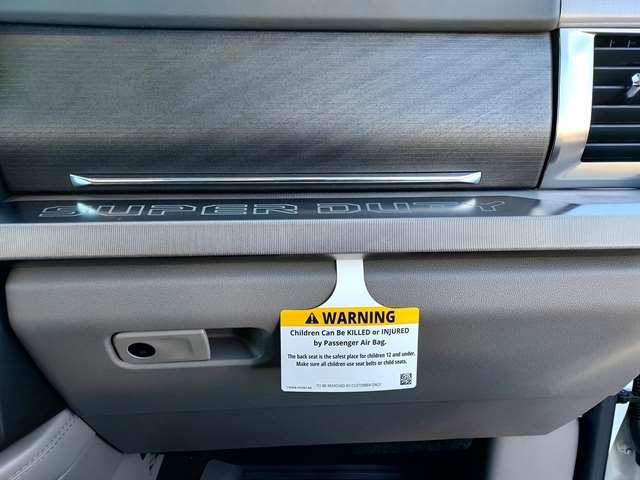 SUPER DUTY
WARNING
Children Can Be KILLED or INJURED
by Passenger Air Bag.
The back seat is the safest place for children 12 and under.
Make sure all children use seat belts or child seats.
TO BE REMOVED BY CUSTOMER ONLY